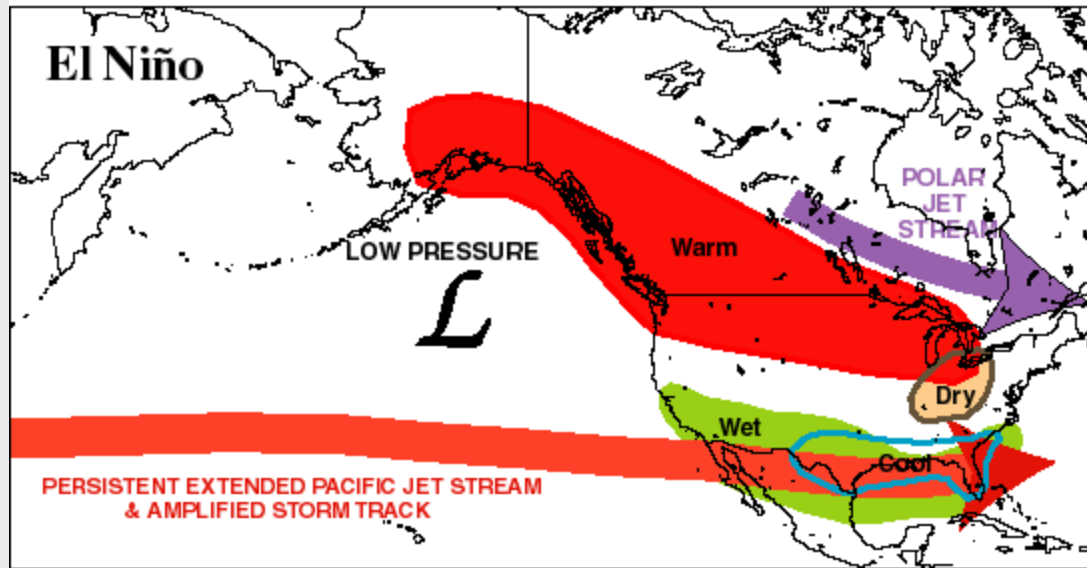 El Niño
POLAR
JET
STREAM
LOW PRESSURE
Warm
L
Dry
Wet
Cool
PERSISTENT EXTENDED PACIFIC JET STREAM
& AMPLIFIED STORM TRACK